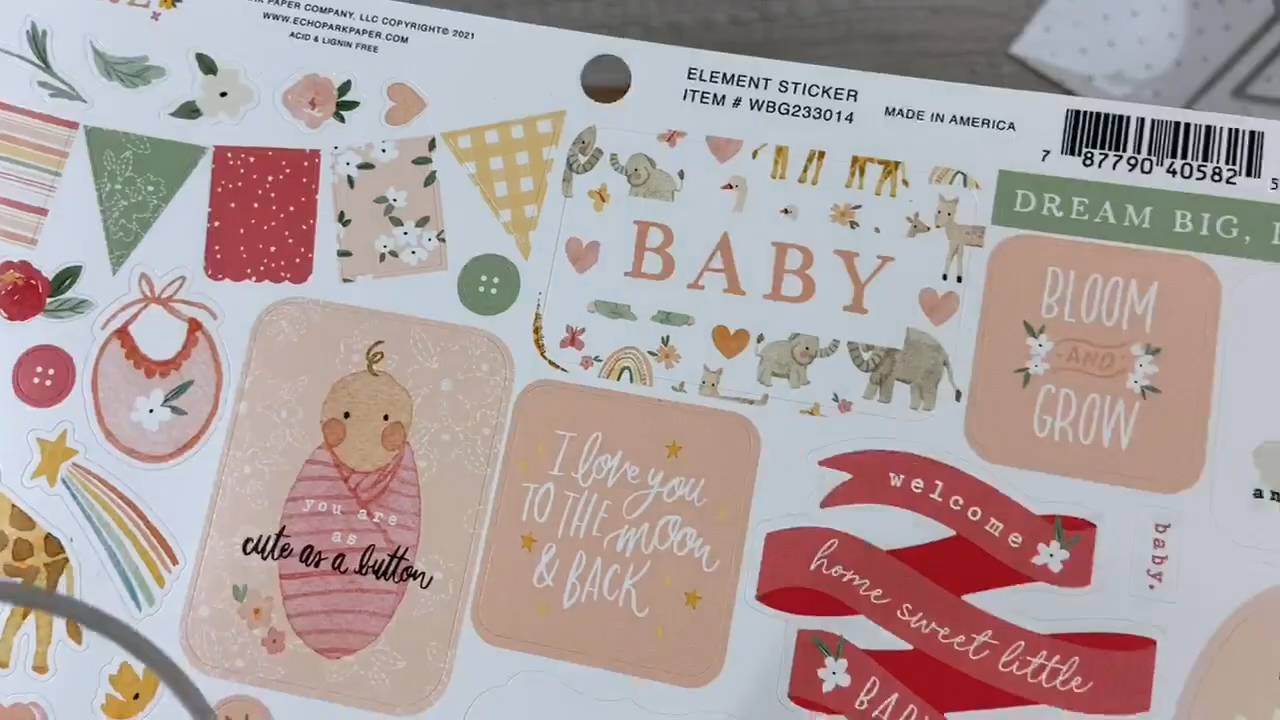 PAPER COMPANY, LLC COPYRIGHT© 2021
WWW.ECHOPARKPAPER.COM
ACID & LIGNIN FREE
ELEMENT STICKER
ITEM # WBG233014
MADE IN AMERICA
7 87790 40582 5
DREAM BIG,
BABY
BLOOM
AND
GROW
you are
as
cute as a button
I love you
TO THE moon
& BACK
welcome
home sweet little
BABY
baby.